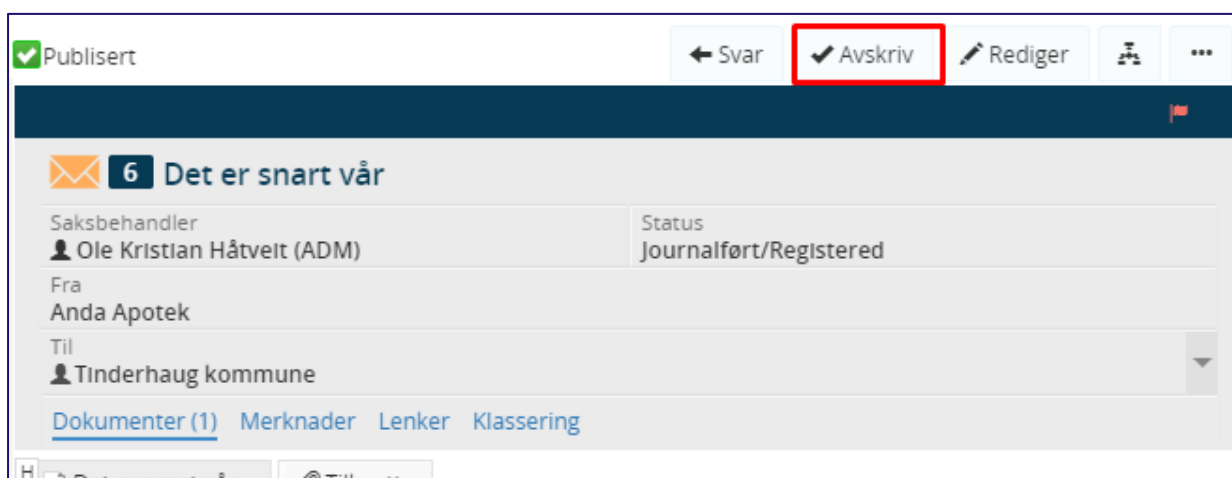 Publisert
Svar
Avskriv
Rediger
6 Det er snart vår
Saksbehandler
Ole Kristian Håtveit (ADM)
Status
Journalført/Registered
Fra
Anda Apotek
Til
Tinderhaug kommune
Dokumenter (1) Merknader Lenker Klassering
H